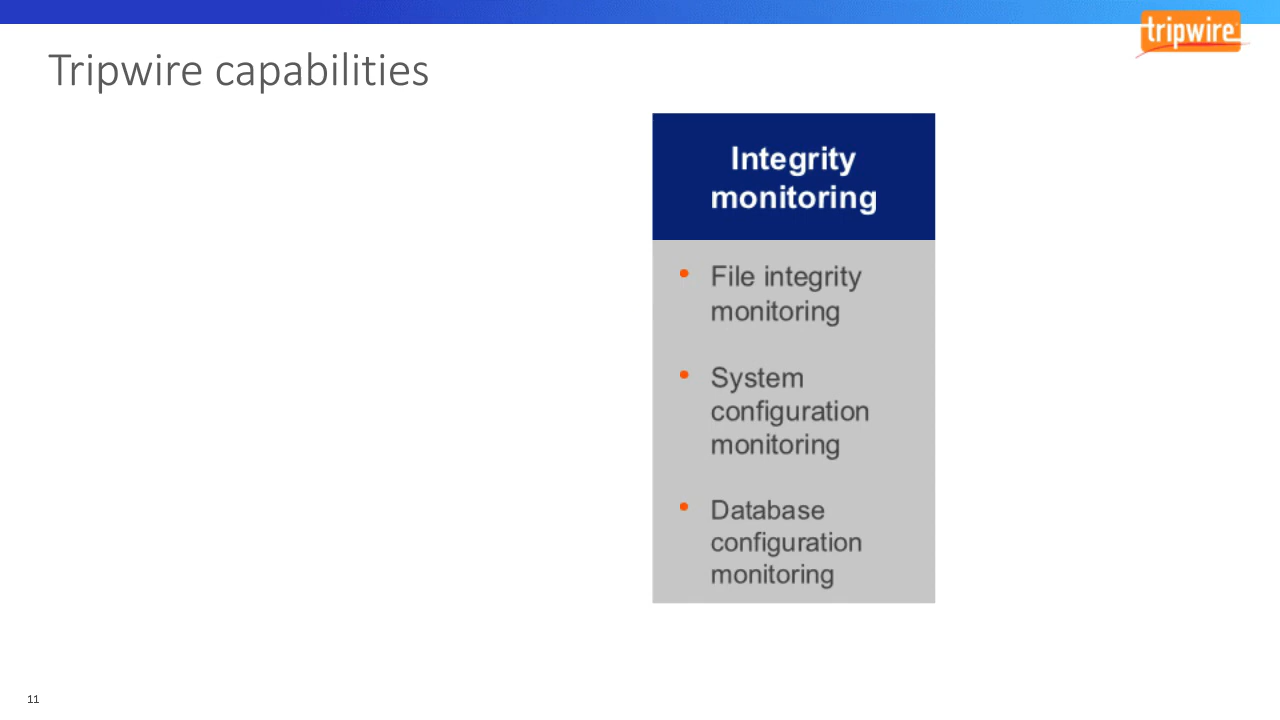 tripwire
Tripwire capabilities
Integrity
monitoring
• File integrity
monitoring
• System
configuration
monitoring
• Database
configuration
monitoring
11